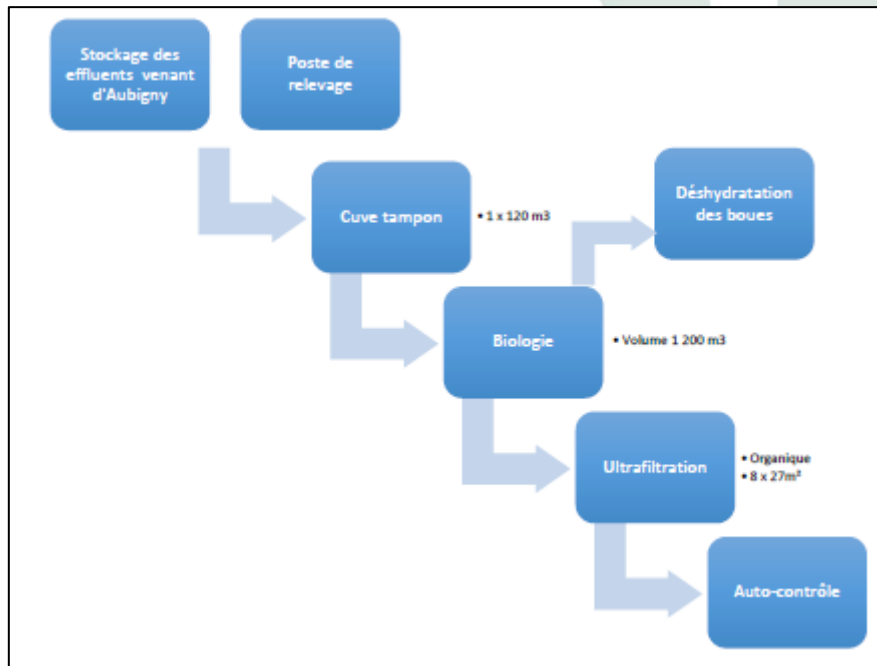 Stockage des
effluents venant
d'Aubigny
Poste de
relevage
Cuve tampon
• 1 x 120 m3
Déshydratation
des boues
Biologie
• Volume 1 200 m3
Ultrafiltration
• Organique
• 8 x 27m²
Auto-contrôle